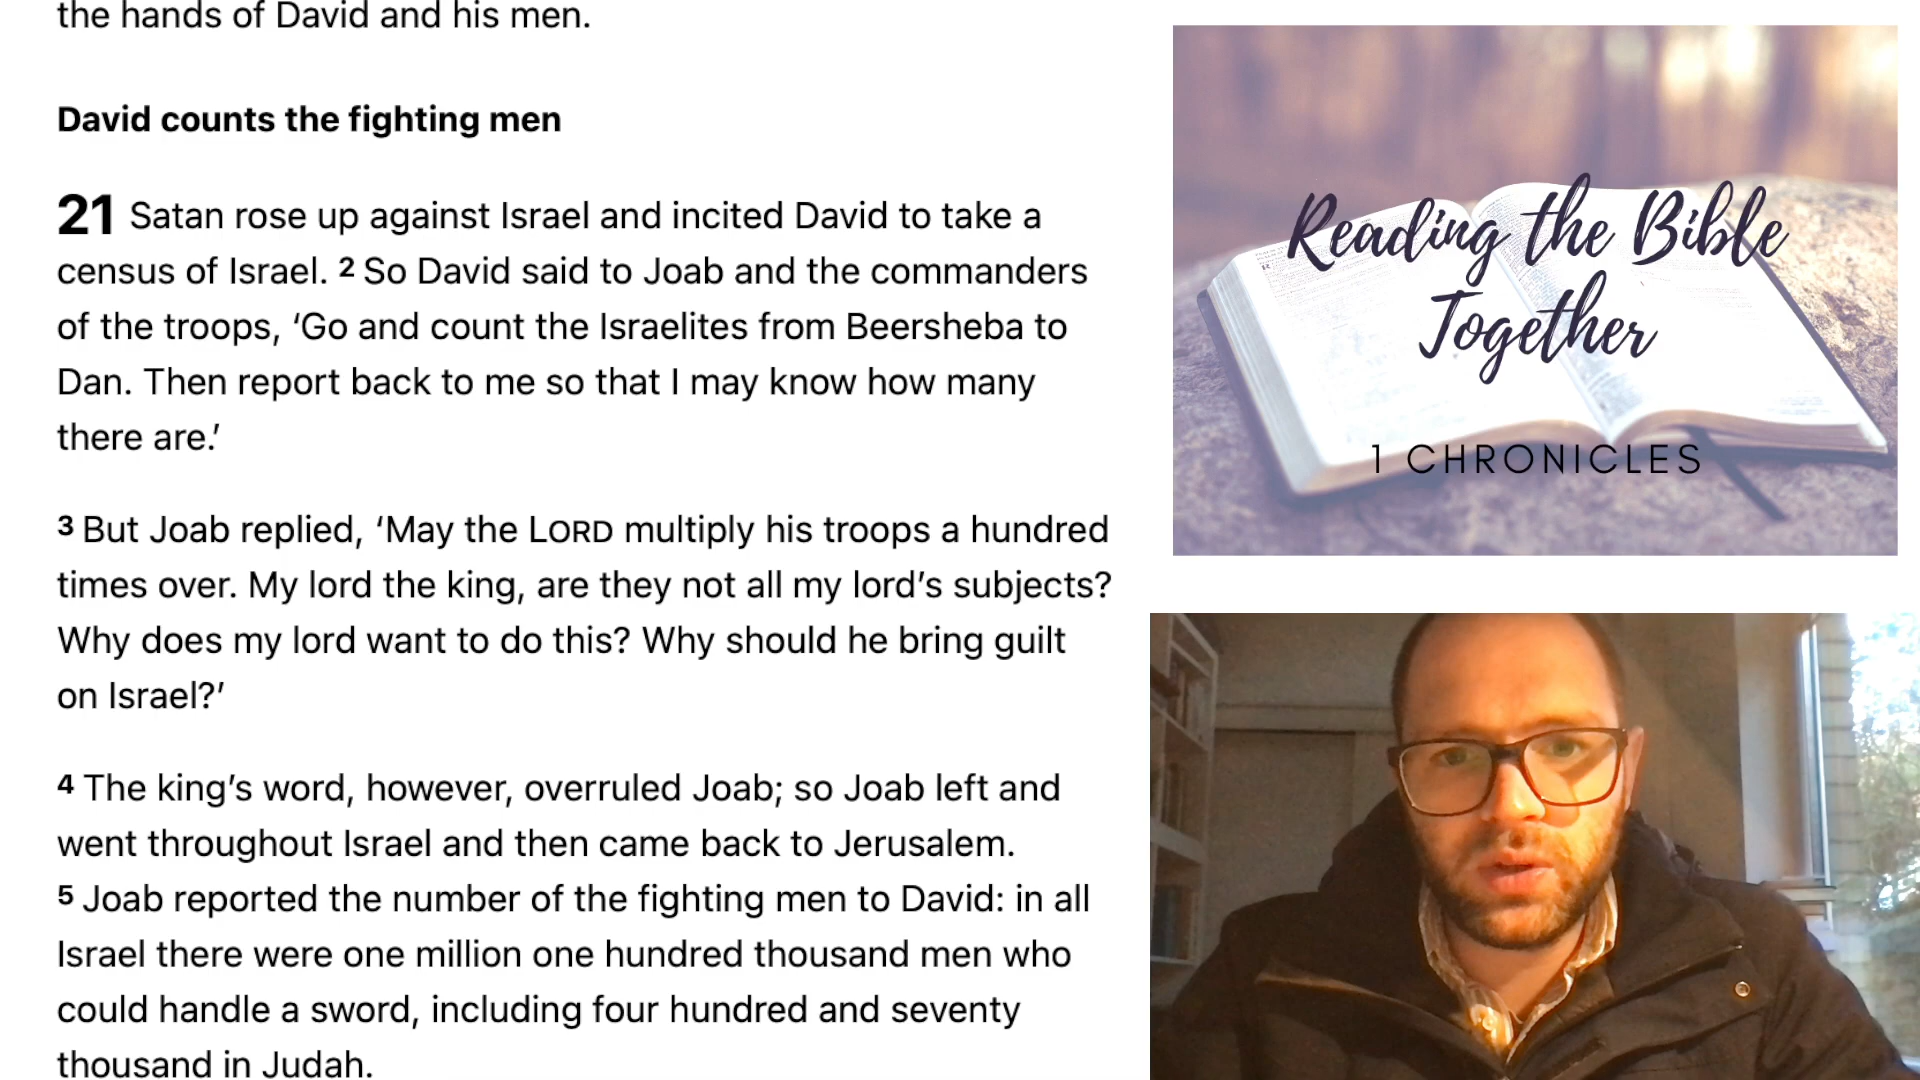 the hands of David and his men.
David counts the fighting men
21 Satan rose up against Israel and incited David to take a
census of Israel. 2 So David said to Joab and the commanders
of the troops, ‘Go and count the Israelites from Beersheba to
Dan. Then report back to me so that I may know how many
there are.’
3 But Joab replied, ‘May the LORD multiply his troops a hundred
times over. My lord the king, are they not all my lord’s subjects?
Why does my lord want to do this? Why should he bring guilt
on Israel?’
4 The king’s word, however, overruled Joab; so Joab left and
went throughout Israel and then came back to Jerusalem.
5 Joab reported the number of the fighting men to David: in all
Israel there were one million one hundred thousand men who
could handle a sword, including four hundred and seventy
thousand in Judah.
Reading the Bible
Together
1 CHRONICLES